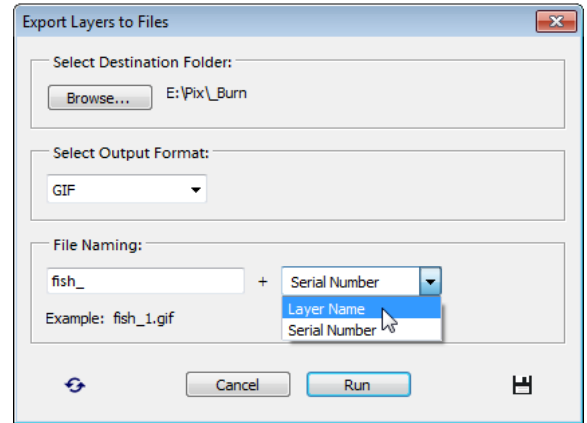 Export Layers to Files
Select Destination Folder:
Browse... E:\Pix\_Burn
Select Output Format:
GIF
File Naming:
fish_ + Serial Number
Layer Name
Example: fish_1.gif Serial Number
Cancel Run